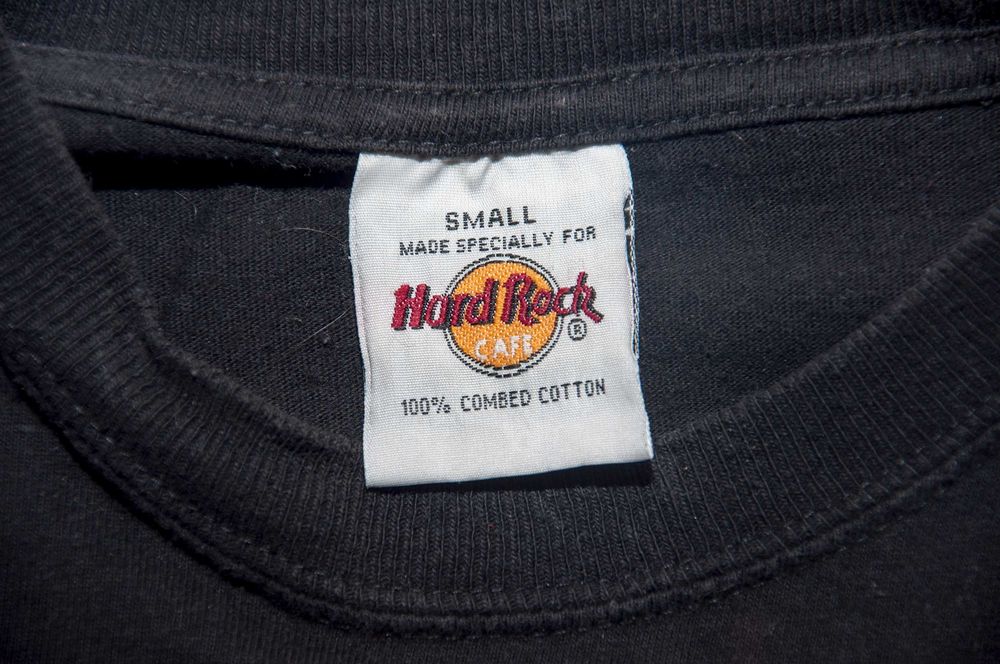 SMALL
MADE SPECIALLY FOR
Hard Rock
CAFE
®
100% COMBED COTTON